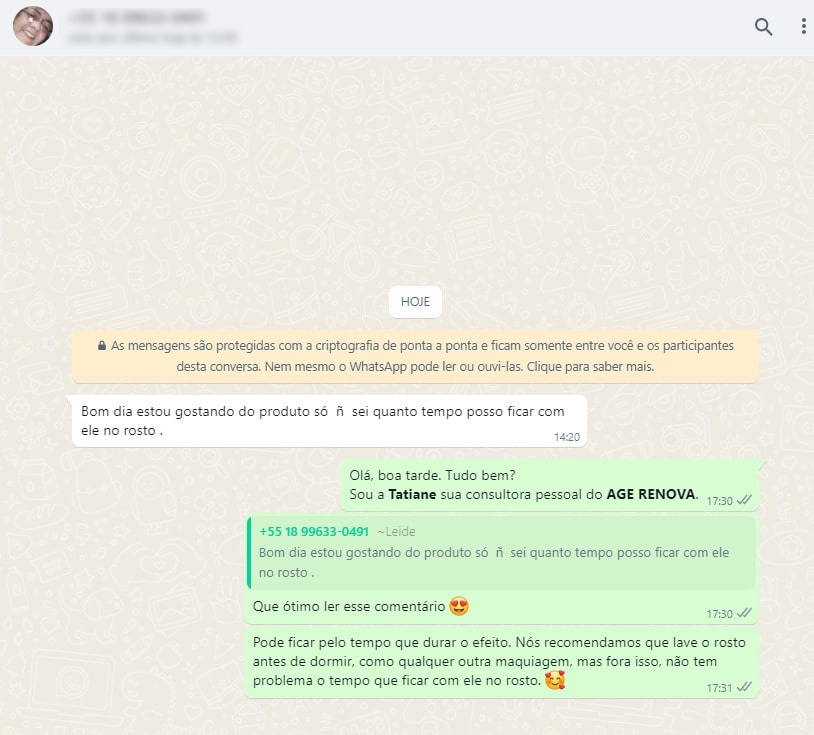 HOJE
As mensagens são protegidas com a criptografia de ponta a ponta e ficam somente entre você e os participantes
desta conversa. Nem mesmo o WhatsApp pode ler ou ouvi-las. Clique para saber mais.
Bom dia estou gostando do produto só ñ sei quanto tempo posso ficar com
ele no rosto .
14:20
Olá, boa tarde. Tudo bem?
Sou a Tatiane sua consultora pessoal do AGE RENOVA.
17:30
+55 18 99633-0491 ~Leide
Bom dia estou gostando do produto só ñ sei quanto tempo posso ficar com ele
no rosto .
Que ótimo ler esse comentário 😍
17:30
Pode ficar pelo tempo que durar o efeito. Nós recomendamos que lave o rosto
antes de dormir, como qualquer outra maquiagem, mas fora isso, não tem
problema o tempo que ficar com ele no rosto. 🥰
17:31